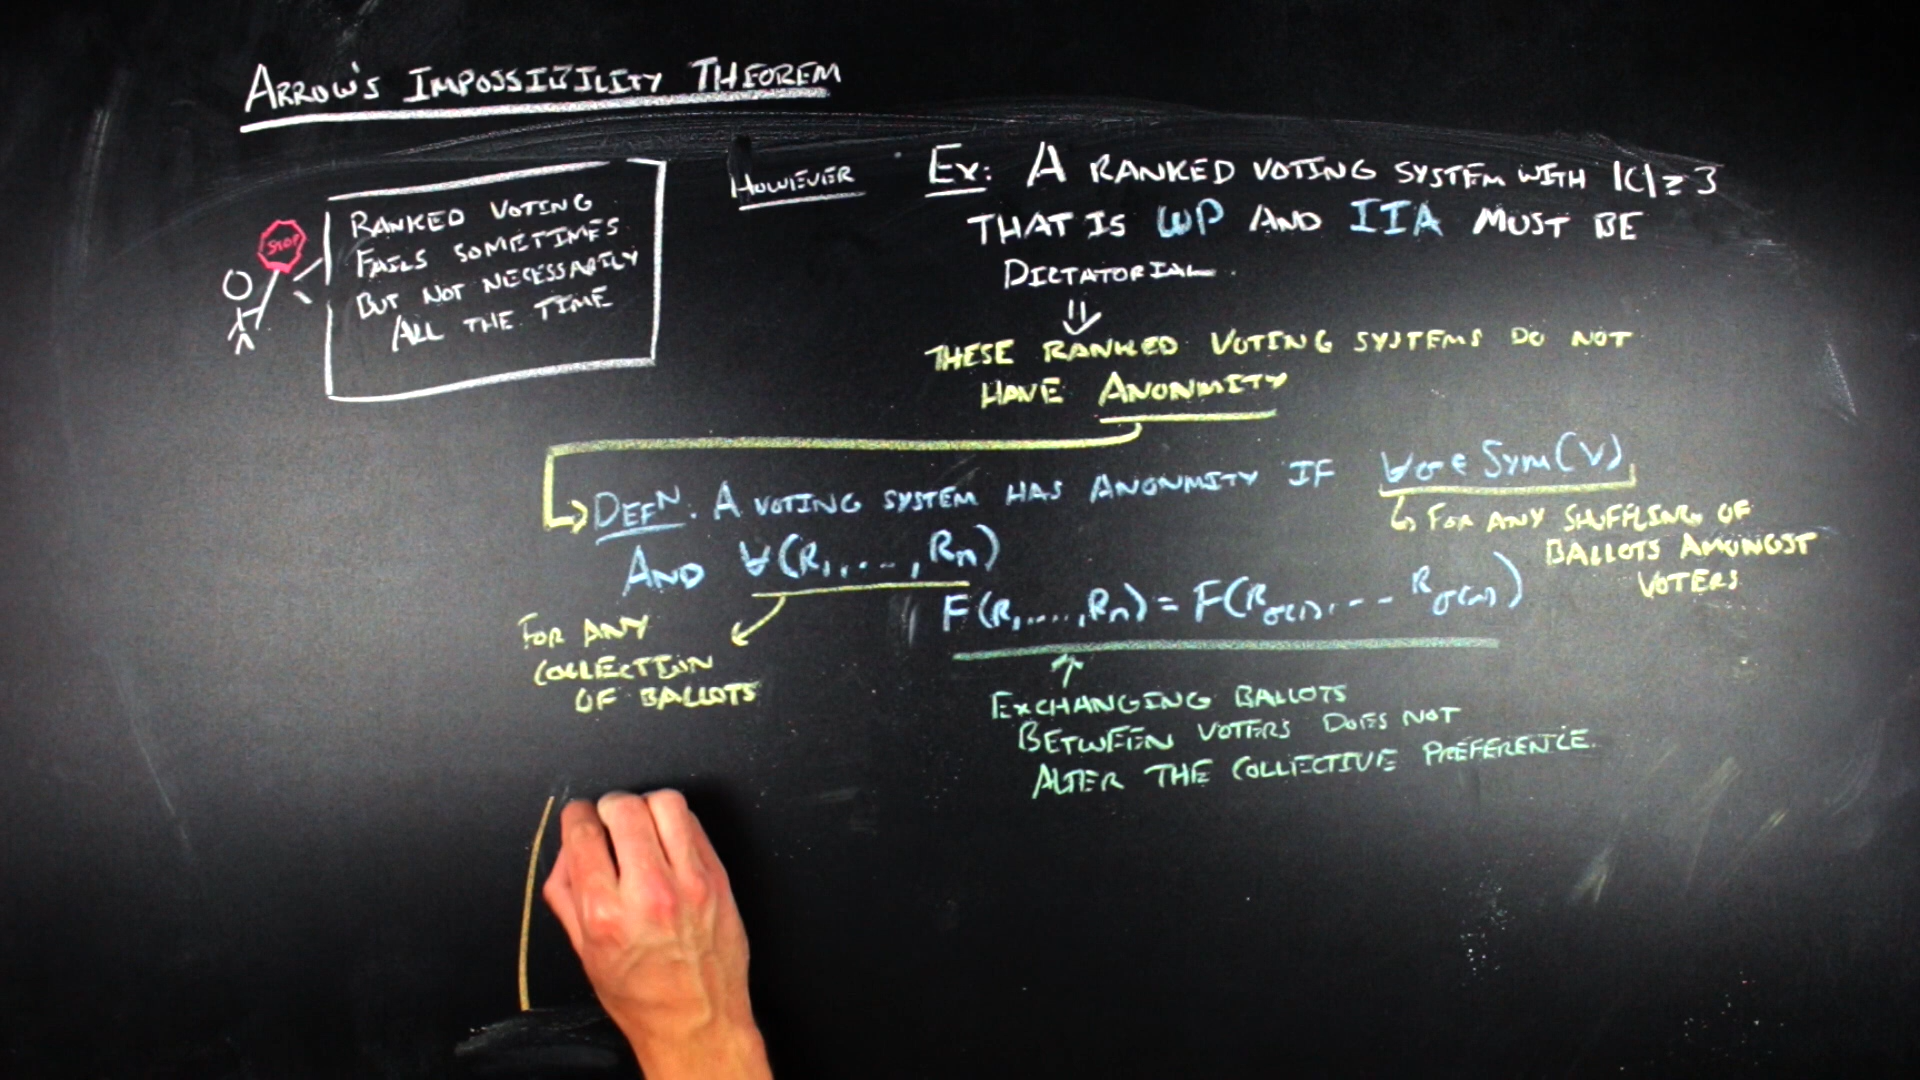 ARROW'S IMPOSSIBILITY THEOREM
STOP
RANKED VOTING
FAILS SOMETIMES
BUT NOT NECESSARILY
ALL THE TIME
HOWEVER
EX: A RANKED VOTING SYSTEM WITH |C| ≥ 3
THAT IS WP AND IIA MUST BE
DICTATORIAL.
⇓
THESE RANKED VOTING SYSTEMS DO NOT
HAVE ANONMITY
DEFN: A VOTING SYSTEM HAS ANONMITY IF ∀σ∈Sym(V)
↳ FOR ANY SHUFFLING OF
BALLOTS AMONGST
VOTERS
AND ∀(R1,...,Rn)
F(R1,...,Rn) = F(Rσ(1),...Rσ(n))
FOR ANY
COLLECTION
OF BALLOTS
EXCHANGING BALLOTS
BETWEEN VOTERS DOES NOT
ALTER THE COLLECTIVE PREFERENCE.